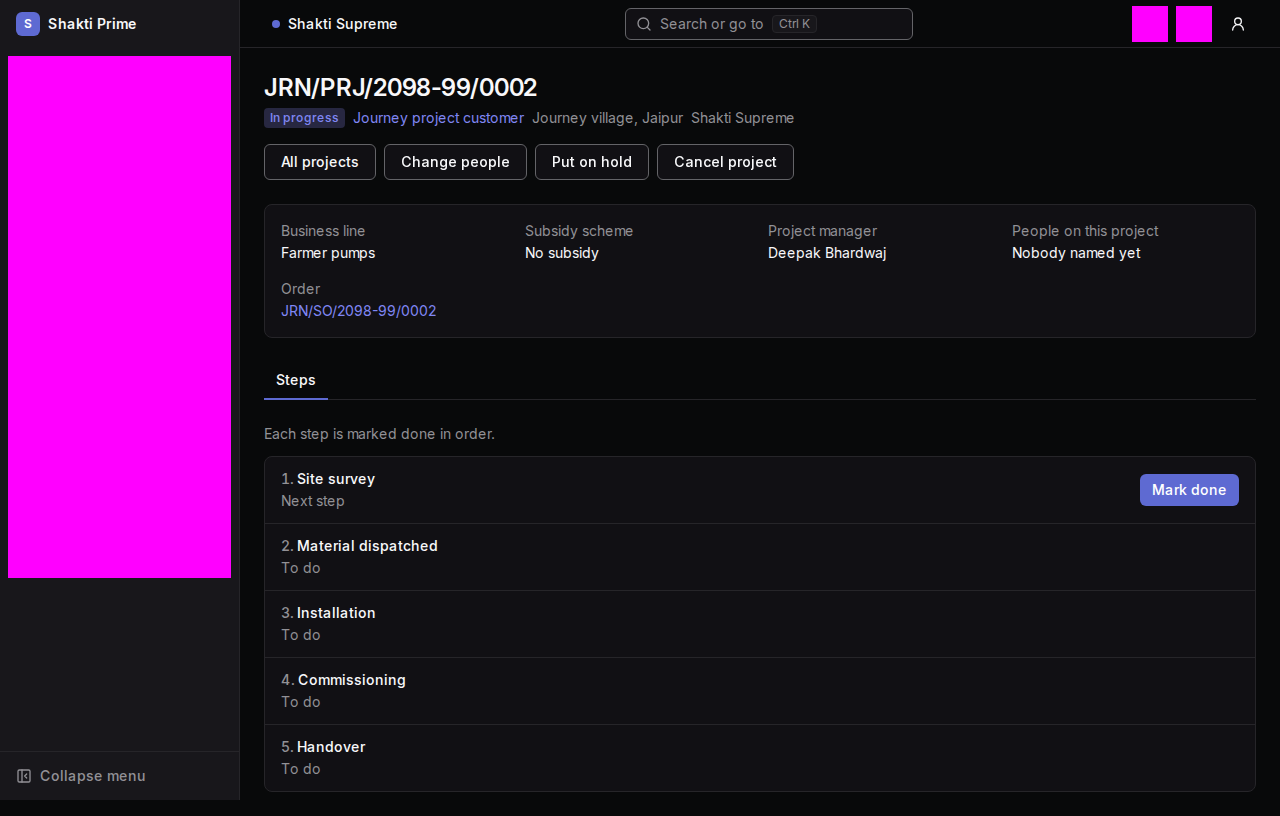 S Shakti Prime
Shakti Supreme
Search or go to Ctrl K
JRN/PRJ/2098-99/0002
In progress Journey project customer Journey village, Jaipur Shakti Supreme
All projects Change people Put on hold Cancel project
Business line Subsidy scheme Project manager People on this project
Farmer pumps No subsidy Deepak Bhardwaj Nobody named yet
Order
JRN/SO/2098-99/0002
Steps
Each step is marked done in order.
1. Site survey
Next step
Mark done
2. Material dispatched
To do
3. Installation
To do
4. Commissioning
To do
5. Handover
To do
Collapse menu